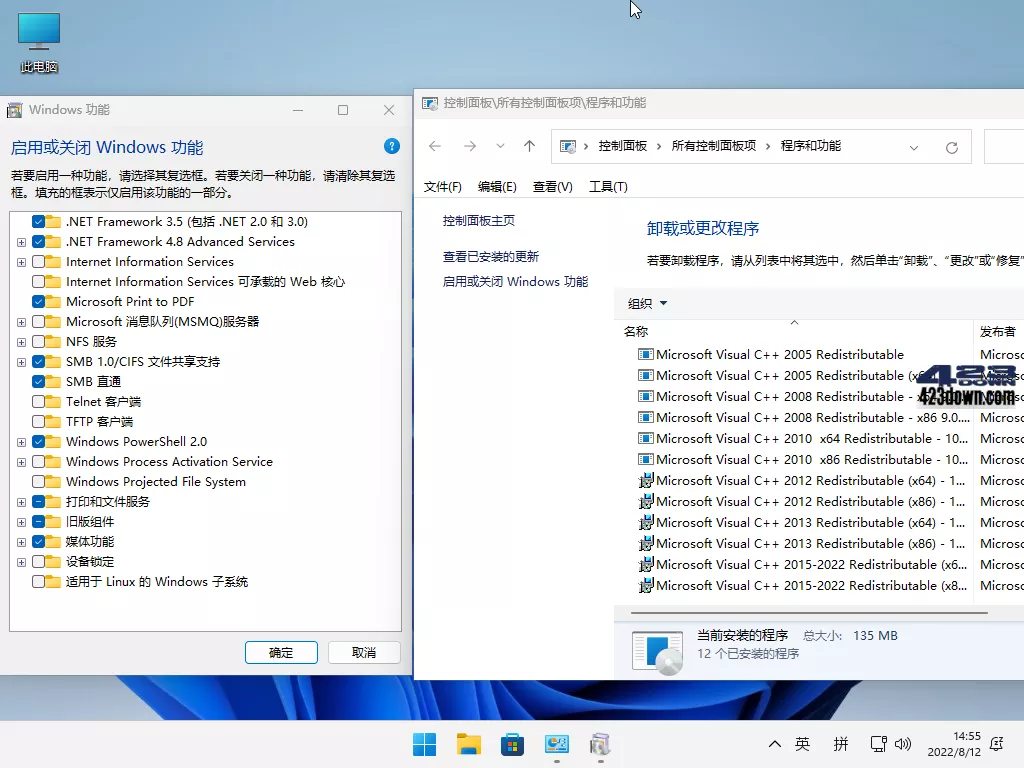 此电脑
Windows 功能
启用或关闭 Windows 功能
若要启用一种功能，请选择其复选框。若要关闭一种功能，请清除其复选
框。填充的框表示仅启用该功能的一部分。
.NET Framework 3.5 (包括 .NET 2.0 和 3.0)
.NET Framework 4.8 Advanced Services
Internet Information Services
Internet Information Services 可承载的 Web 核心
Microsoft Print to PDF
Microsoft 消息队列(MSMQ)服务器
NFS 服务
SMB 1.0/CIFS 文件共享支持
SMB 直通
Telnet 客户端
TFTP 客户端
Windows PowerShell 2.0
Windows Process Activation Service
Windows Projected File System
打印和文件服务
旧版组件
媒体功能
设备锁定
适用于 Linux 的 Windows 子系统
确定
取消
控制面板\所有控制面板项\程序和功能
控制面板 › 所有控制面板项 › 程序和功能
文件(F) 编辑(E) 查看(V) 工具(T)
控制面板主页
查看已安装的更新
启用或关闭 Windows 功能
卸载或更改程序
若要卸载程序，请从列表中将其选中，然后单击“卸载”、“更改”或“修复”
组织
名称 发布者
Microsoft Visual C++ 2005 Redistributable Microsoc
Microsoft Visual C++ 2005 Redistributable
Microsoft Visual C++ 2008 Redistributable -
Microsoft Visual C++ 2008 Redistributable - x86 9.0.... Microsoc
Microsoft Visual C++ 2010 x64 Redistributable - 10... Microsoc
Microsoft Visual C++ 2010 x86 Redistributable - 10... Microsoc
Microsoft Visual C++ 2012 Redistributable (x64) - 1... Microsoc
Microsoft Visual C++ 2012 Redistributable (x86) - 1... Microsoc
Microsoft Visual C++ 2013 Redistributable (x64) - 1... Microsoc
Microsoft Visual C++ 2013 Redistributable (x86) - 1... Microsoc
Microsoft Visual C++ 2015-2022 Redistributable (x6... Microsoc
Microsoft Visual C++ 2015-2022 Redistributable (x8... Microsoc
423down.com
当前安装的程序 总大小: 135 MB
12 个已安装的程序
英 拼
14:55
2022/8/12